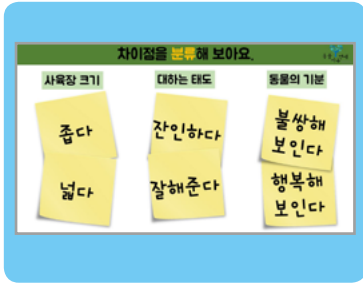 차이점을 분류해 보아요.
사육장 크기
대하는 태도
동물의 기분
좁다
잔인하다
불쌍해
보인다
넓다
잘해준다
행복해
보인다